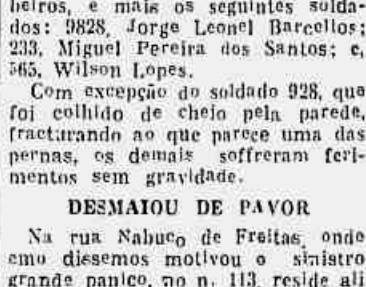 beiros, e mais os seguintes solda-
dos: 9828, Jorge Leonel Barcellos;
233, Miguel Pereira dos Santos; e,
565, Wilson Lopes.
Com excepção do soldado 928, que
foi colhido de cheio pela parede,
fracturando ao que parece uma das
pernas, os demais soffreram feri-
mentos sem gravidade.
DESMAIOU DE PAVOR
Na rua Nabuco de Freitas, onde
omo dissemos motivou o sinistro
grande panico, no n. 113, reside ali